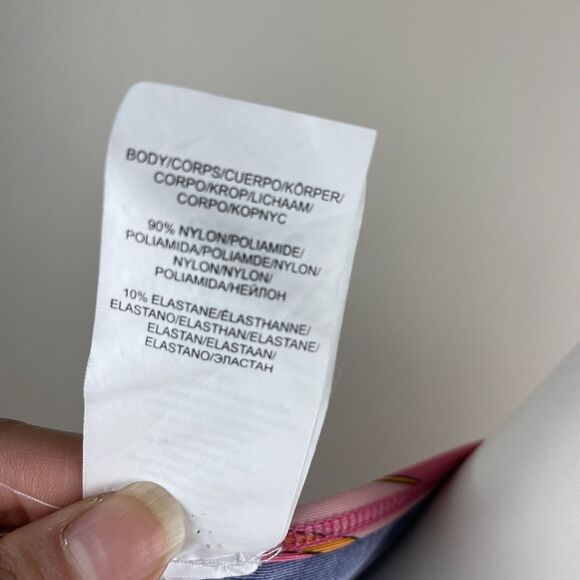 BODY/CORPS/CUERPO/KÖRPER/
CORPO/KROP/LICHAAM/
CORPO/KOPNYC
90% NYLON/POLIAMIDE/
POLIAMIDA/POLIAMDE/NYLON/
NYLON/NYLON/
POLIAMIDA/НЕЙЛОН
10% ELASTANE/ÉLASTHANNE/
ELASTANO/ELASTHAN/ELASTANE/
ELASTAN/ELASTAAN/
ELASTANO/ЭЛАСТАН